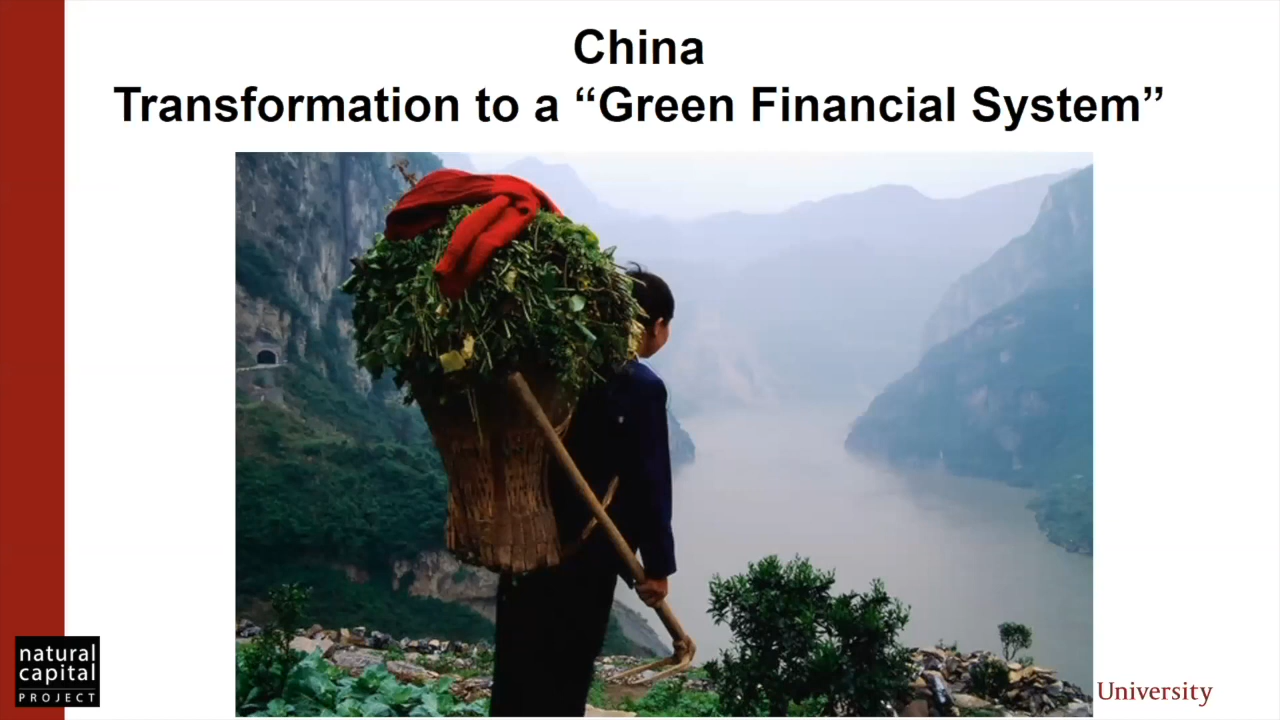 China
Transformation to a “Green Financial System”
natural
capital
PROJECT
University